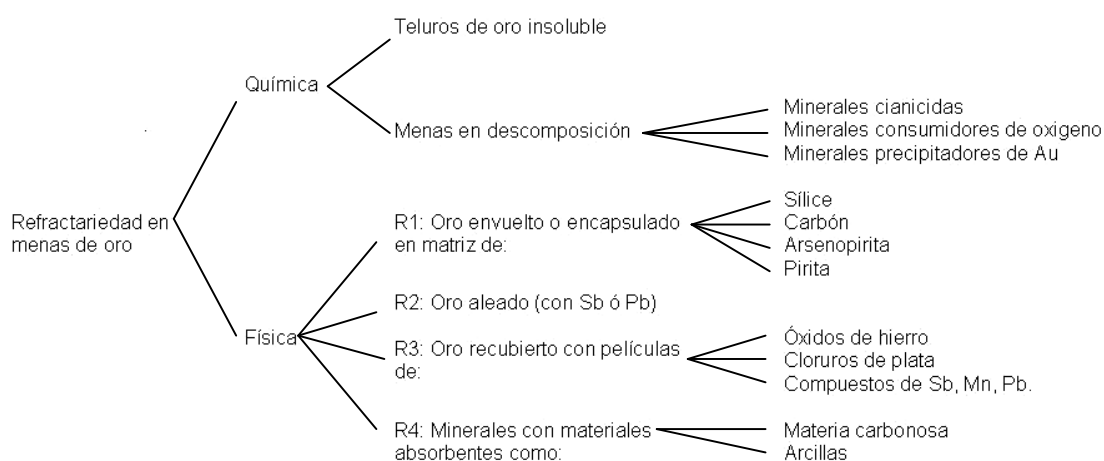 Teluros de oro insoluble
Química
Menas en descomposición
Minerales cianicidas
Minerales consumidores de oxigeno
Minerales precipitadores de Au
Refractariedad en
menas de oro
R1: Oro envuelto o encapsulado
en matriz de:
Sílice
Carbón
Arsenopirita
Pirita
Física
R2: Oro aleado (con Sb ó Pb)
R3: Oro recubierto con películas
de:
Óxidos de hierro
Cloruros de plata
Compuestos de Sb, Mn, Pb.
R4: Minerales con materiales
absorbentes como:
Materia carbonosa
Arcillas